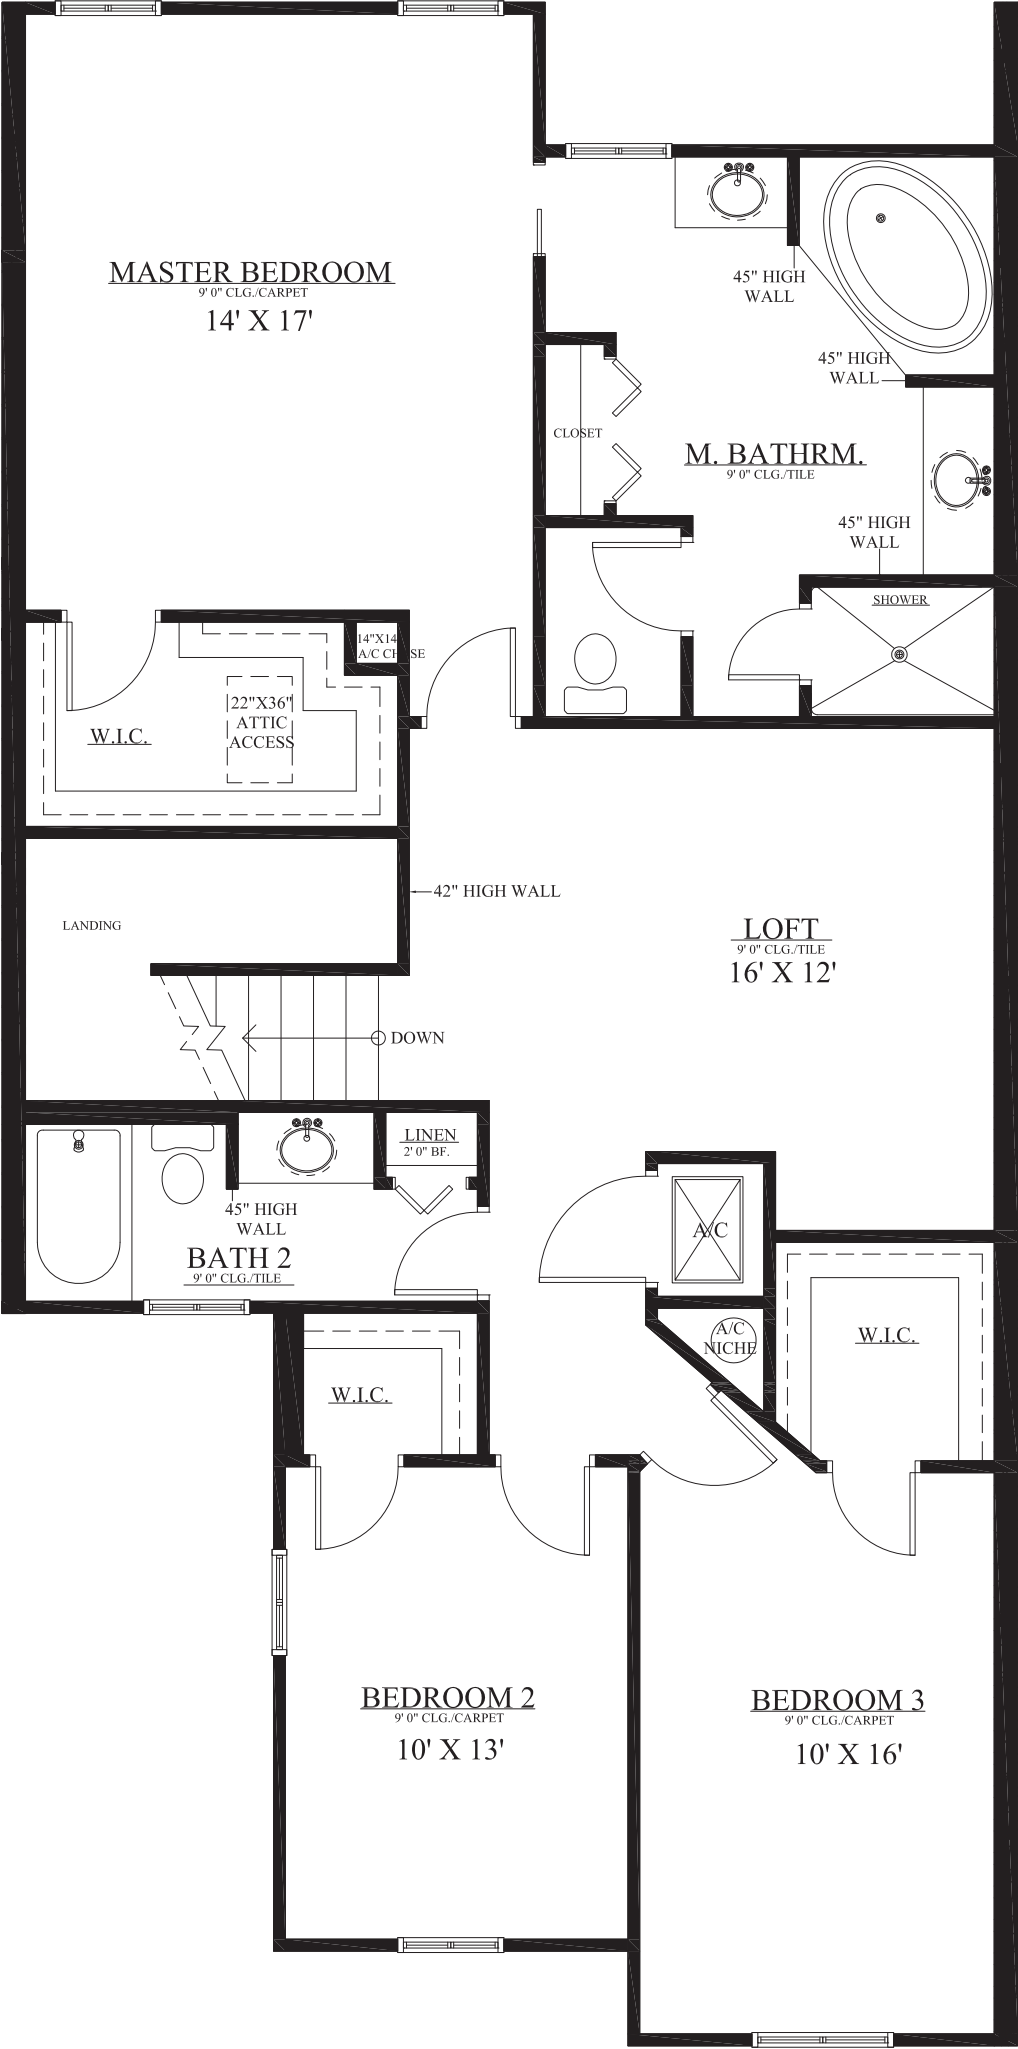 MASTER BEDROOM
9' 0" CLG./CARPET
14' X 17'
45" HIGH
WALL
45" HIGH
WALL
CLOSET
M. BATHRM.
9' 0" CLG./TILE
45" HIGH
WALL
SHOWER
14"X14"
A/C CHASE
22"X36"
ATTIC
ACCESS
W.I.C.
42" HIGH WALL
LANDING
LOFT
9' 0" CLG./TILE
16' X 12'
DOWN
LINEN
2' 0" BF.
45" HIGH
WALL
BATH 2
9' 0" CLG./TILE
A/C
A/C
NICHE
W.I.C.
W.I.C.
BEDROOM 2
9' 0" CLG./CARPET
10' X 13'
BEDROOM 3
9' 0" CLG./CARPET
10' X 16'